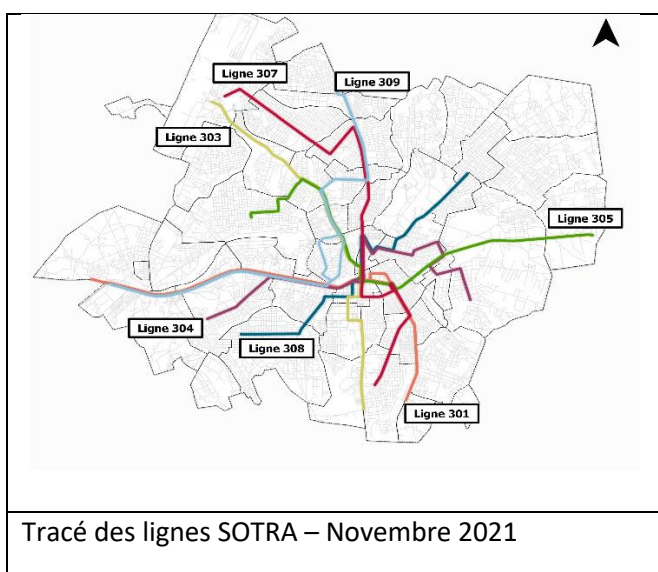 Ligne 307
Ligne 309
Ligne 303
Ligne 305
Ligne 304
Ligne 308
Ligne 301
Tracé des lignes SOTRA – Novembre 2021